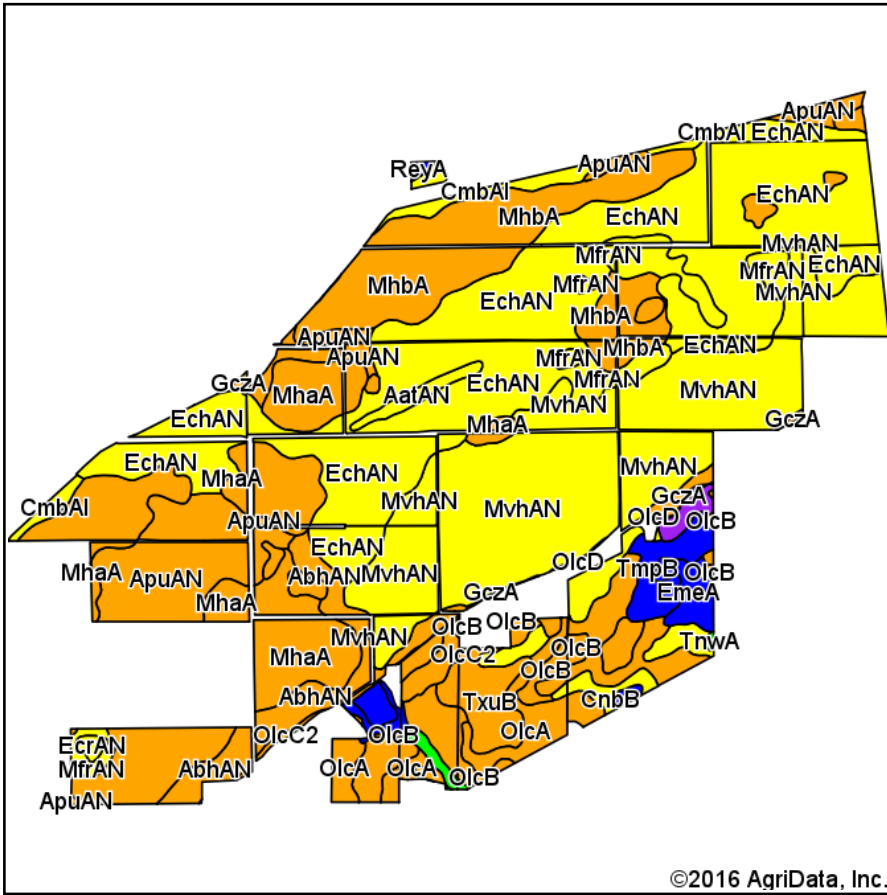 ApuAN
CmbAI EchAN
ReyA
ApuAN
CmbAI
EchAN
MhbA
EchAN
MvhAN
MfrAN
MfrAN
EchAN
MhbA
MfrAN
MvhAN
EchAN
MhbA
ApuAN
EchAN
MhbA
ApuAN
MfrAN
GczA
EchAN
MfrAN
MhaA
AatAN
MvhAN
MvhAN
EchAN
MhaA
GczA
EchAN
EchAN
MvhAN
MhaA
GczA
CmbAI
MvhAN
MvhAN
ApuAN
OlcD
OlcB
EchAN
OlcD
MhaA
ApuAN
AbhAN
MvhAN
TmpB
OlcB
EmeA
MhaA
GczA
OlcB
OlcB
MvhAN
OlcB
TnwA
MhaA
OlcC2
OlcB
AbhAN
TxuB
CnbB
OlcA
OlcC2
OlcB
EcrAN
MfrAN
AbhAN
OlcA
OlcA
OlcB
ApuAN
©2016 AgriData, Inc.